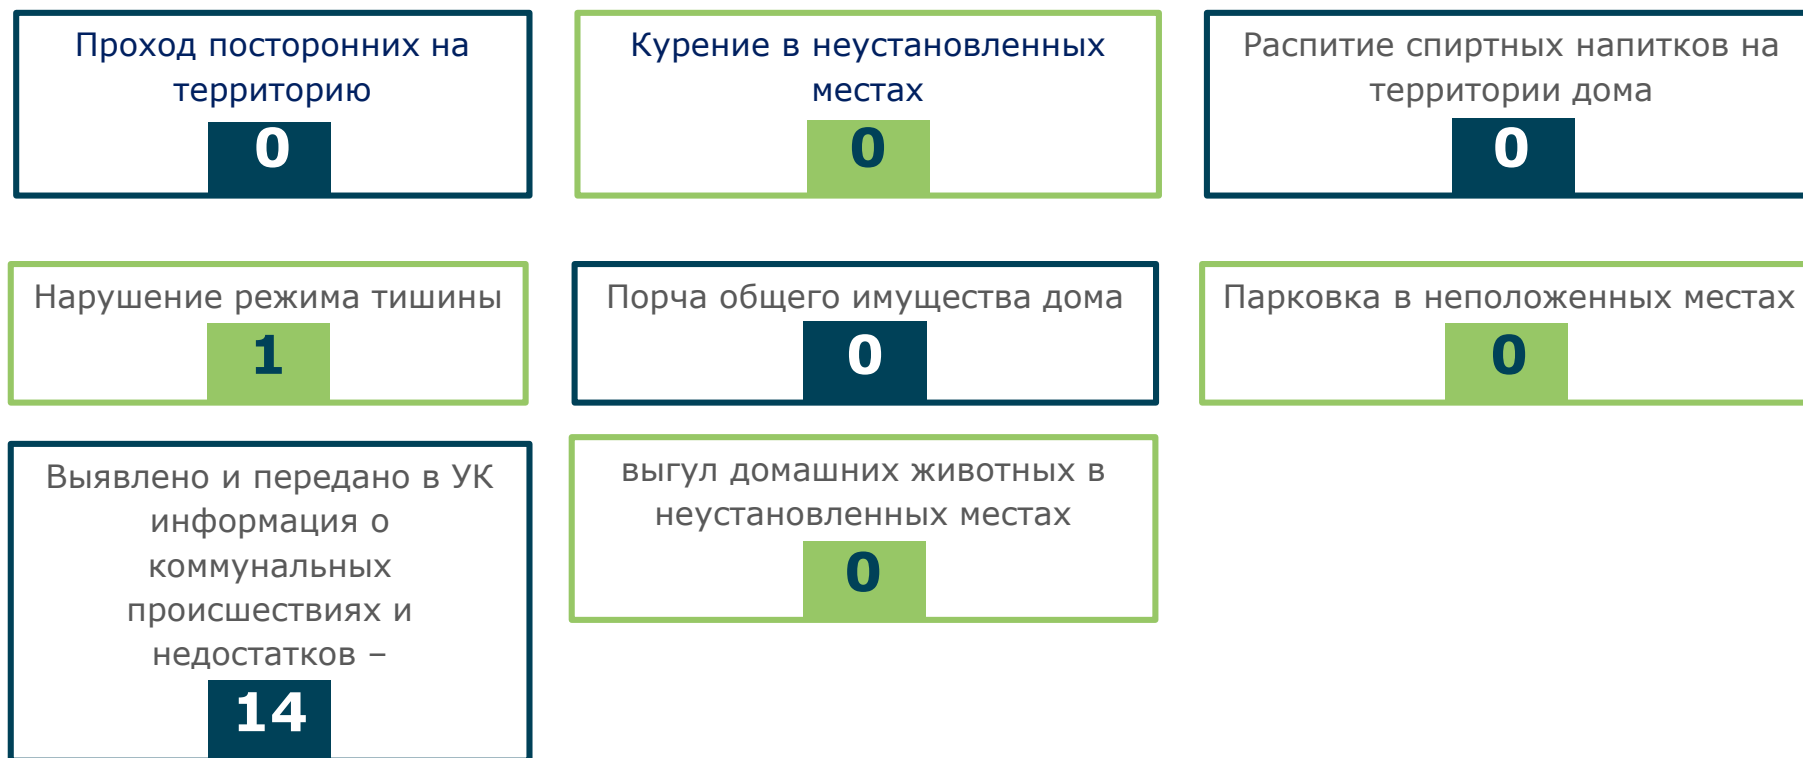 Проход посторонних на
территорию
0
Курение в неустановленных
местах
0
Распитие спиртных напитков на
территории дома
0
Нарушение режима тишины
1
Порча общего имущества дома
0
Парковка в неположенных местах
0
Выявлено и передано в УК
информация о
коммунальных
происшествиях и
недостатков –
14
выгул домашних животных в
неустановленных местах
0